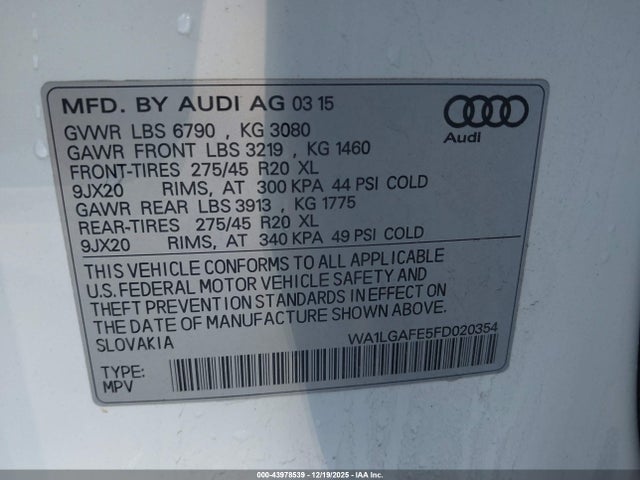 MFD. BY AUDI AG 03 15
Audi
GVWR LBS 6790 , KG 3080
GAWR FRONT LBS 3219 , KG 1460
FRONT-TIRES 275/45 R20 XL
9JX20 RIMS, AT 300 KPA 44 PSI COLD
GAWR REAR LBS 3913 , KG 1775
REAR-TIRES 275/45 R20 XL
9JX20 RIMS, AT 340 KPA 49 PSI COLD
THIS VEHICLE CONFORMS TO ALL APPLICABLE
U.S. FEDERAL MOTOR VEHICLE SAFETY AND
THEFT PREVENTION STANDARDS IN EFFECT ON
THE DATE OF MANUFACTURE SHOWN ABOVE.
SLOVAKIA WA1LGAFE5FD020354
TYPE:
MPV
000-43978539 - 12/19/2025 - IAA Inc.